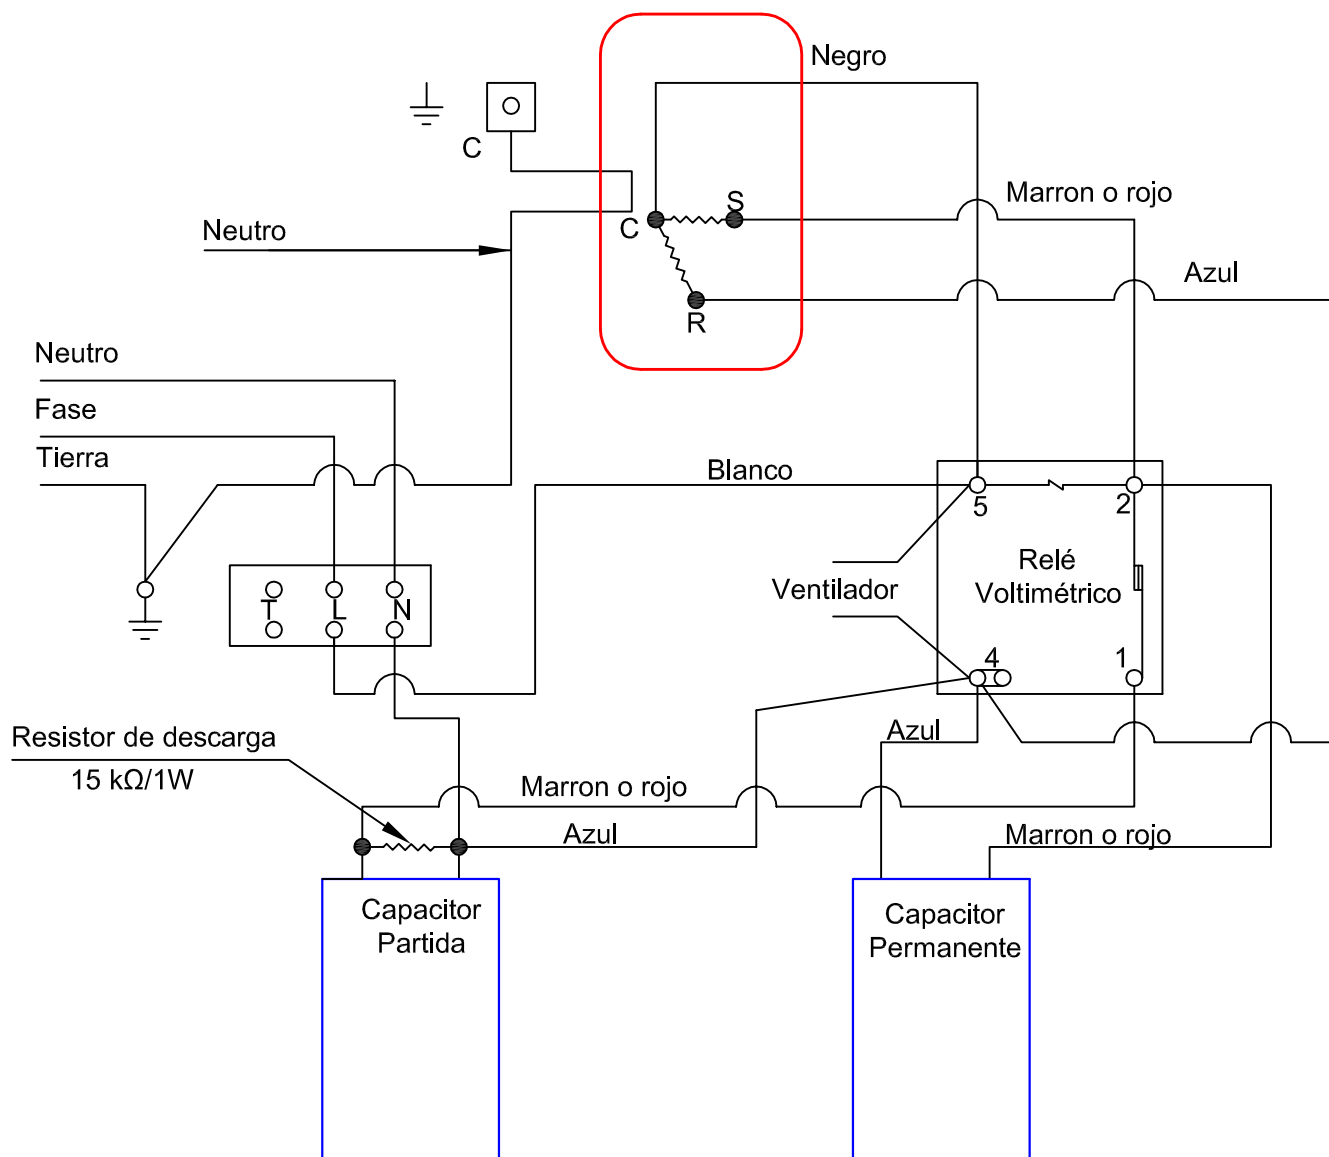 Negro
C
Marron o rojo
S
C
Neutro
Azul
R
Neutro
Fase
Tierra
Blanco
5
2
Relé
Voltimétrico
Ventilador
T L N
4
1
Resistor de descarga
15 kΩ/1W
Azul
Marron o rojo
Azul
Marron o rojo
Capacitor
Partida
Capacitor
Permanente